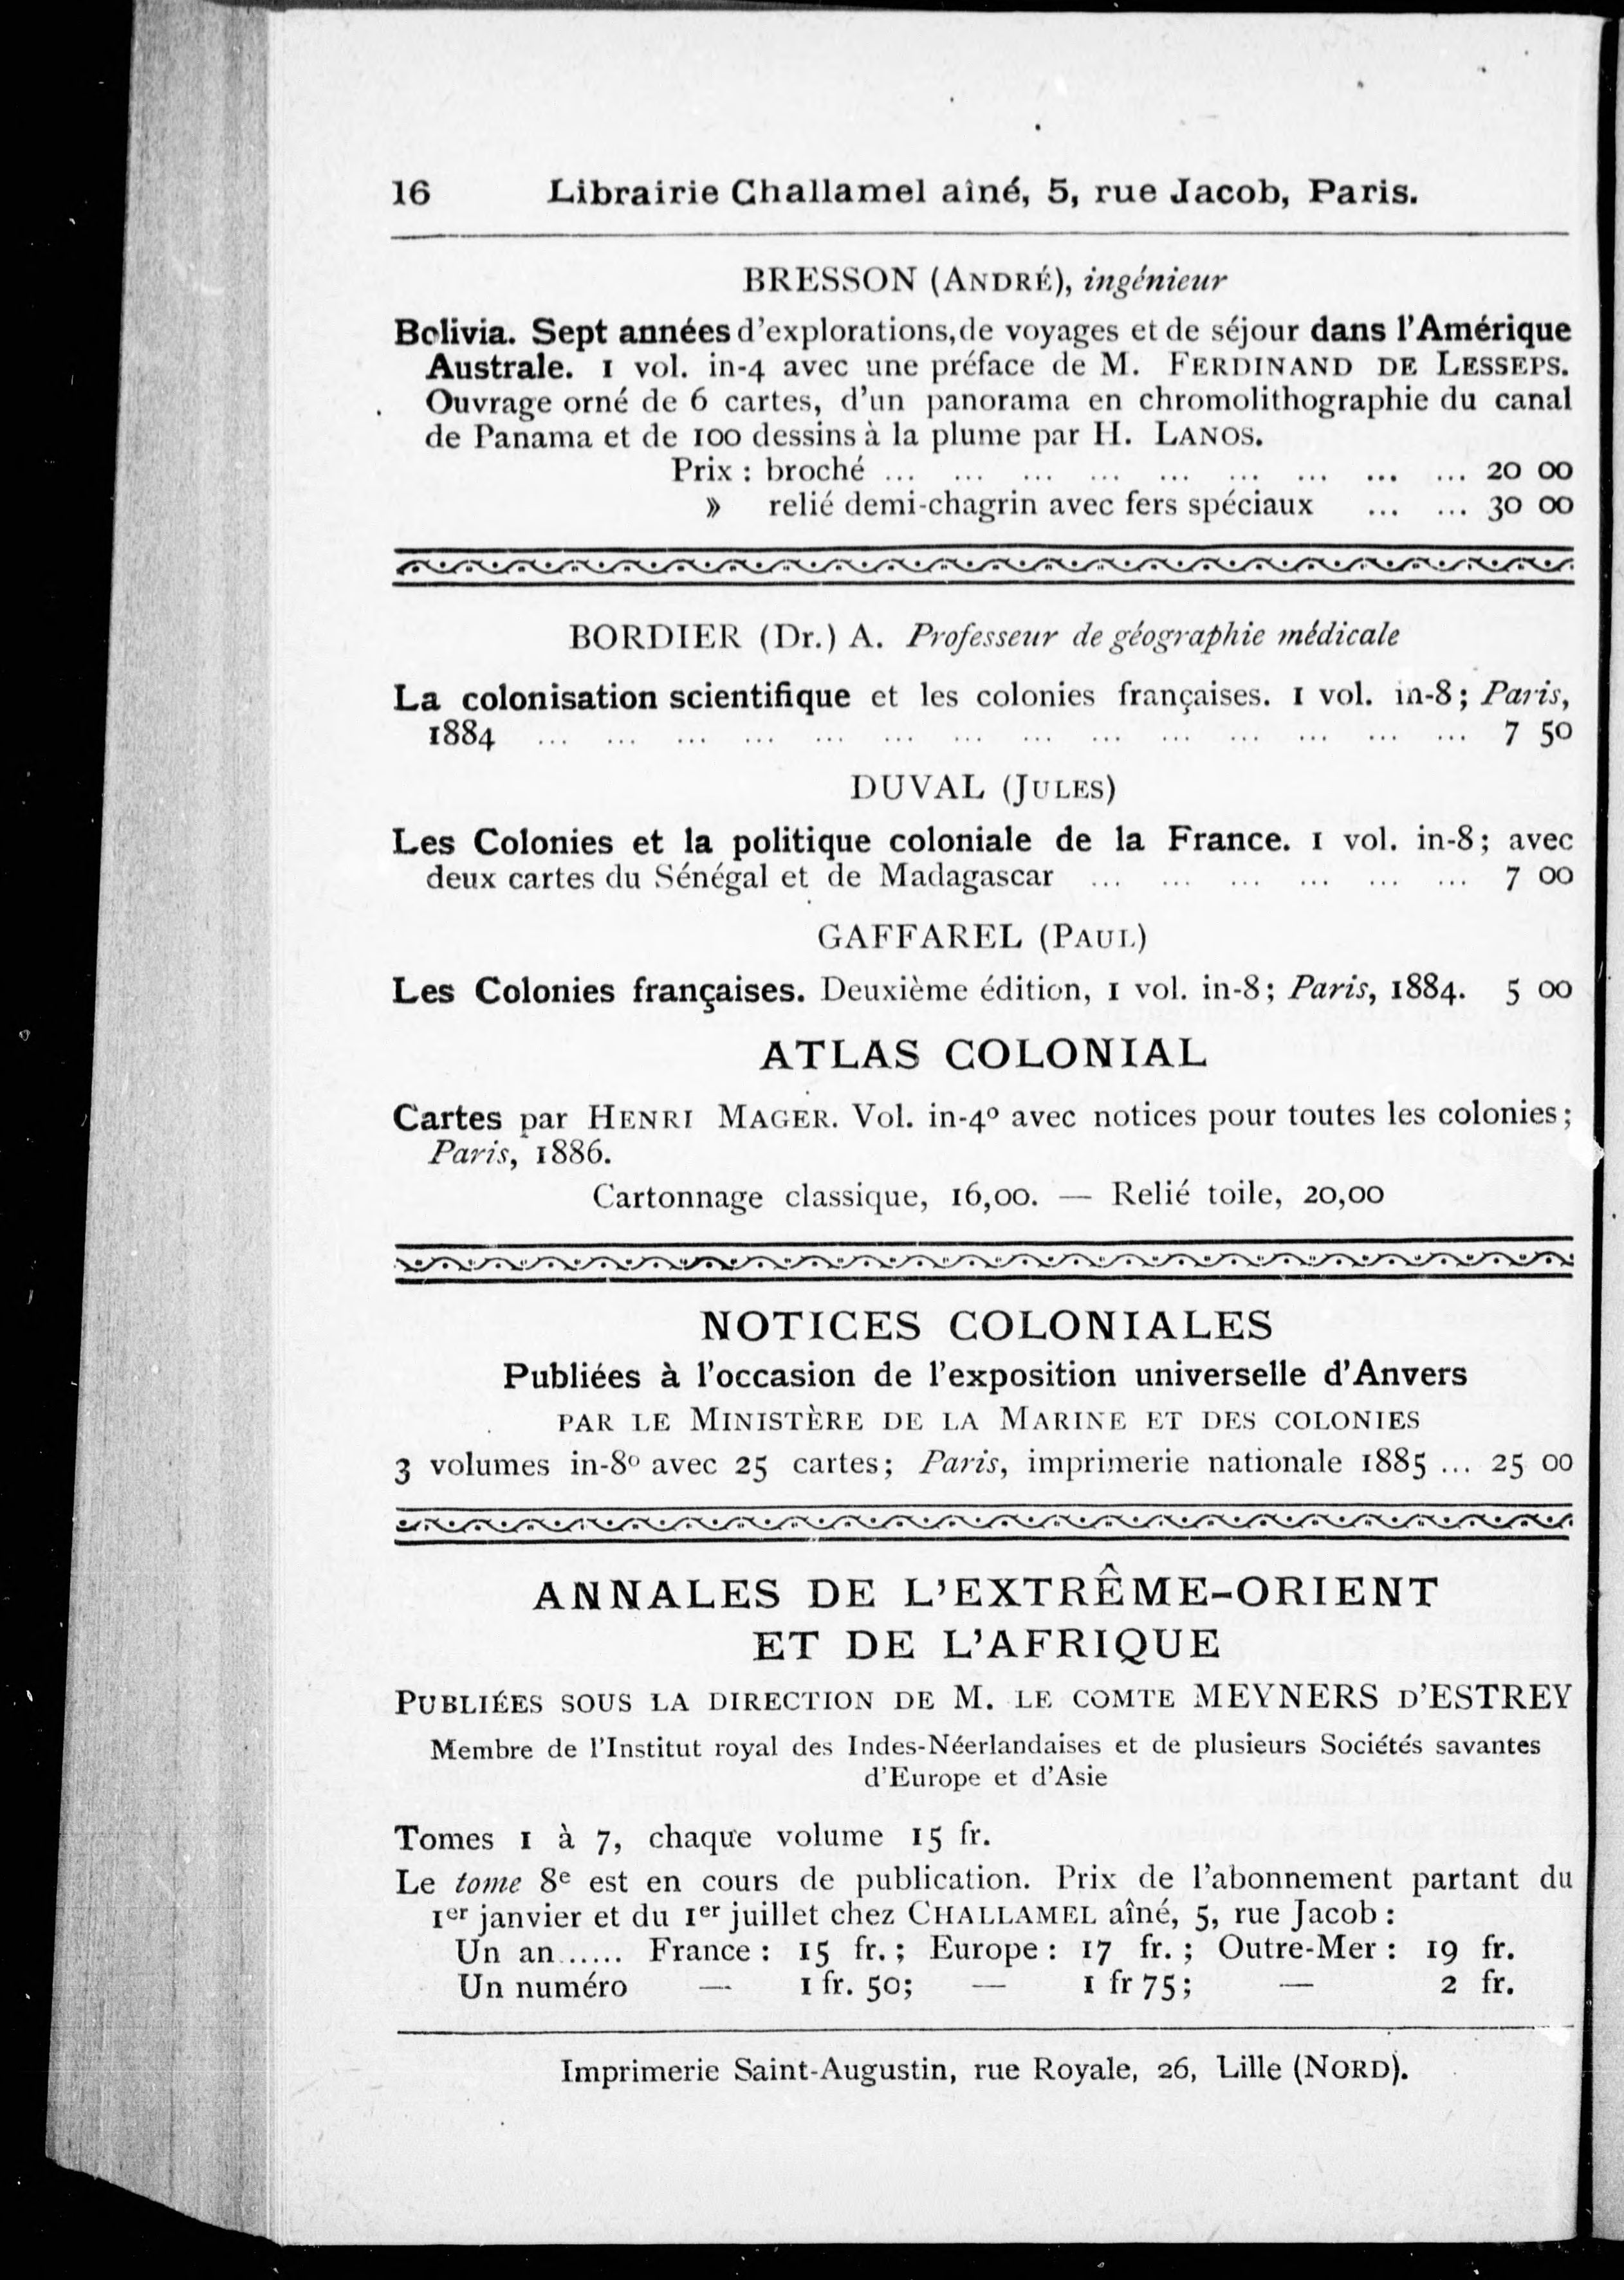 16 Librairie Challamel aîné, 5, rue Jacob, Paris.
BRESSON (ANDRÉ), ingénieur
Bolivia. Sept années d'explorations, de voyages et de séjour dans l'Amérique
Australe. 1 vol. in-4 avec une préface de M. FERDINAND DE LESSEPS.
Ouvrage orné de 6 cartes, d'un panorama en chromolithographie du canal
de Panama et de 100 dessins à la plume par H. LANOS.
Prix : broché ... ... ... ... ... ... ... ... ... 20 00
» relié demi-chagrin avec fers spéciaux ... ... 30 00
BORDIER (Dr.) A. Professeur de géographie médicale
La colonisation scientifique et les colonies françaises. 1 vol. in-8; Paris,
1884 ... ... ... ... ... ... ... ... ... ... ... ... ... ... 7 50
DUVAL (JULES)
Les Colonies et la politique coloniale de la France. 1 vol. in-8; avec
deux cartes du Sénégal et de Madagascar ... ... ... ... ... ... 7 00
GAFFAREL (PAUL)
Les Colonies françaises. Deuxième édition, 1 vol. in-8; Paris, 1884. 5 00
ATLAS COLONIAL
Cartes par HENRI MAGER. Vol. in-4º avec notices pour toutes les colonies;
Paris, 1886.
Cartonnage classique, 16,00. — Relié toile, 20,00
NOTICES COLONIALES
Publiées à l'occasion de l'exposition universelle d'Anvers
PAR LE MINISTÈRE DE LA MARINE ET DES COLONIES
3 volumes in-8º avec 25 cartes; Paris, imprimerie nationale 1885 ... 25 00
ANNALES DE L'EXTRÊME-ORIENT
ET DE L'AFRIQUE
PUBLIÉES SOUS LA DIRECTION DE M. LE COMTE MEYNERS D'ESTREY
Membre de l'Institut royal des Indes-Néerlandaises et de plusieurs Sociétés savantes
d'Europe et d'Asie
Tomes 1 à 7, chaque volume 15 fr.
Le tome 8e est en cours de publication. Prix de l'abonnement partant du
1er janvier et du 1er juillet chez CHALLAMEL aîné, 5, rue Jacob :
Un an ...... France : 15 fr. ; Europe : 17 fr. ; Outre-Mer : 19 fr.
Un numéro — 1 fr. 50; — 1 fr 75; — 2 fr.
Imprimerie Saint-Augustin, rue Royale, 26, Lille (NORD).